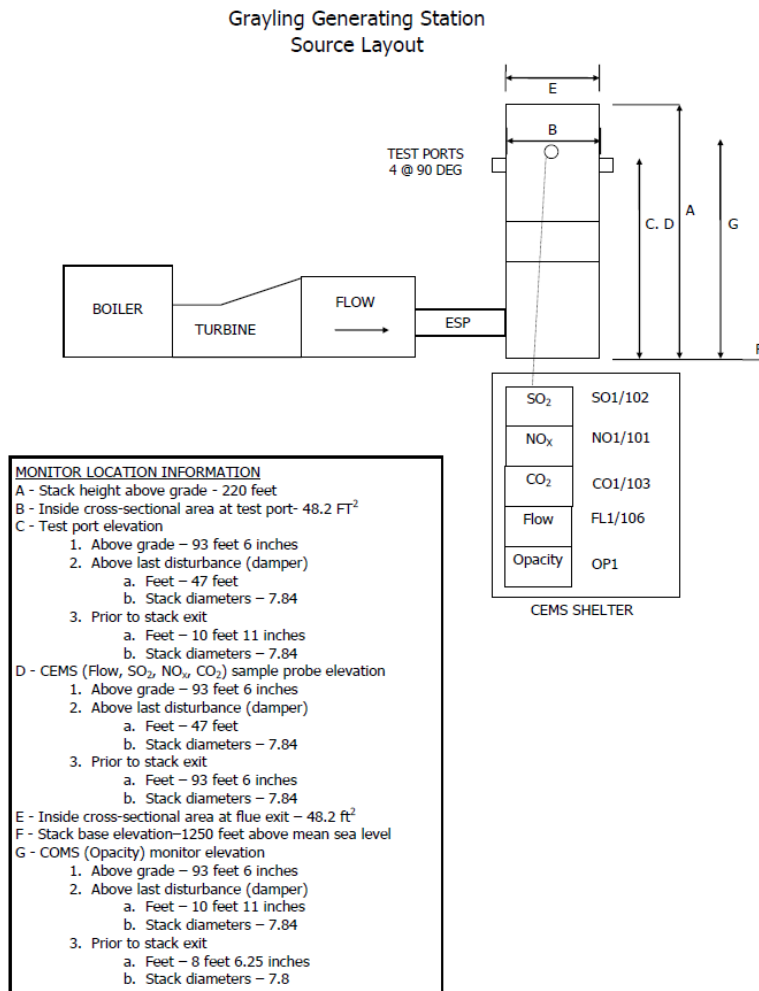 Grayling Generating Station
Source Layout
E
B
TEST PORTS
4 @ 90 DEG
C. D
A
G
BOILER
TURBINE
FLOW
ESP
F
SO₂ SO1/102
NOₓ NO1/101
CO₂ CO1/103
Flow FL1/106
Opacity OP1
CEMS SHELTER
MONITOR LOCATION INFORMATION
A - Stack height above grade - 220 feet
B - Inside cross-sectional area at test port- 48.2 FT²
C - Test port elevation
1. Above grade – 93 feet 6 inches
2. Above last disturbance (damper)
a. Feet – 47 feet
b. Stack diameters – 7.84
3. Prior to stack exit
a. Feet – 10 feet 11 inches
b. Stack diameters – 7.84
D - CEMS (Flow, SO₂, NOₓ, CO₂) sample probe elevation
1. Above grade – 93 feet 6 inches
2. Above last disturbance (damper)
a. Feet – 47 feet
b. Stack diameters – 7.84
3. Prior to stack exit
a. Feet – 93 feet 6 inches
b. Stack diameters – 7.84
E - Inside cross-sectional area at flue exit – 48.2 ft²
F - Stack base elevation–1250 feet above mean sea level
G - COMS (Opacity) monitor elevation
1. Above grade – 93 feet 6 inches
2. Above last disturbance (damper)
a. Feet – 10 feet 11 inches
b. Stack diameters – 7.84
3. Prior to stack exit
a. Feet – 8 feet 6.25 inches
b. Stack diameters – 7.8